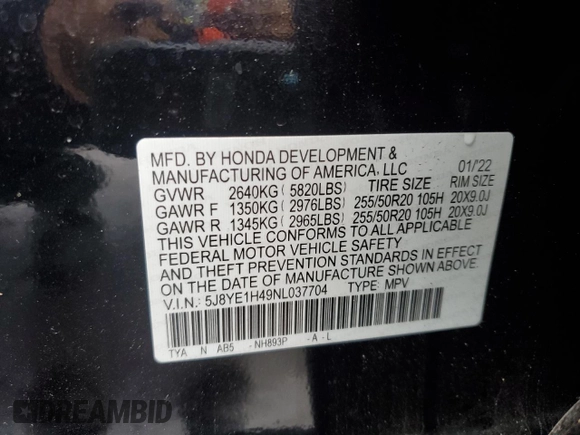 MFD. BY HONDA DEVELOPMENT &
MANUFACTURING OF AMERICA, LLC 01/'22
GVWR 2640KG (5820LBS) TIRE SIZE RIM SIZE
GAWR F 1350KG (2976LBS) 255/50R20 105H 20X9.0J
GAWR R 1345KG (2965LBS) 255/50R20 105H 20X9.0J
THIS VEHICLE CONFORMS TO ALL APPLICABLE
FEDERAL MOTOR VEHICLE SAFETY
AND THEFT PREVENTION STANDARDS IN EFFECT
ON THE DATE OF MANUFACTURE SHOWN ABOVE.
V.I.N.: 5J8YE1H49NL037704 TYPE: MPV
TYA N AB5 - NH893P - A - L
DREAMBID